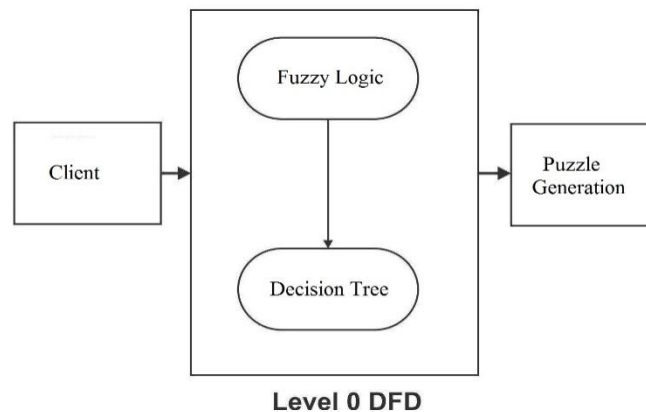 Fuzzy Logic
Client
Puzzle
Generation
Decision Tree
Level 0 DFD